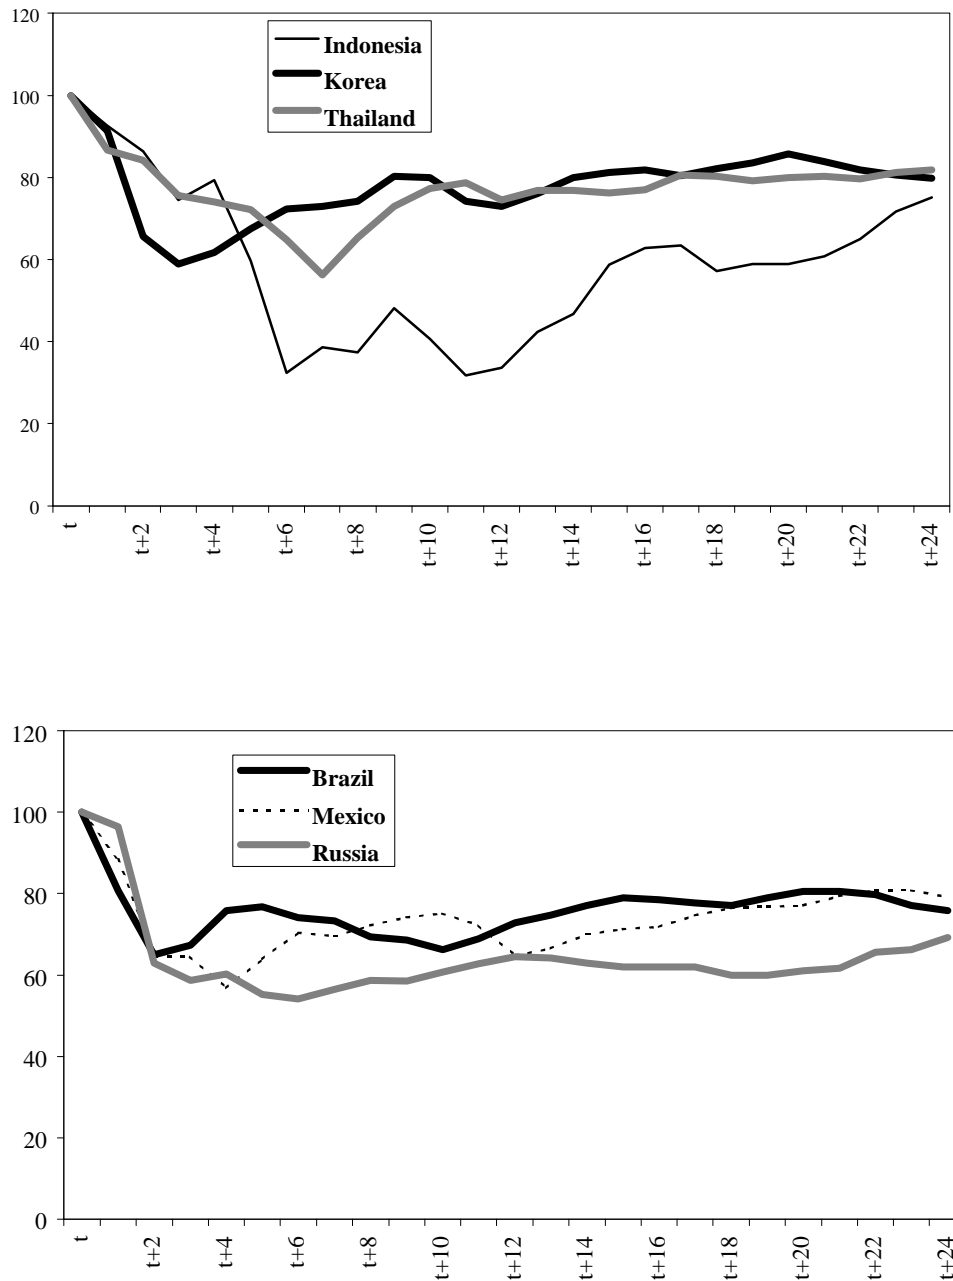 120
100
80
60
40
20
0
Indonesia
Korea
Thailand
t
t+2
t+4
t+6
t+8
t+10
t+12
t+14
t+16
t+18
t+20
t+22
t+24
120
100
80
60
40
20
0
Brazil
Mexico
Russia
t
t+2
t+4
t+6
t+8
t+10
t+12
t+14
t+16
t+18
t+20
t+22
t+24